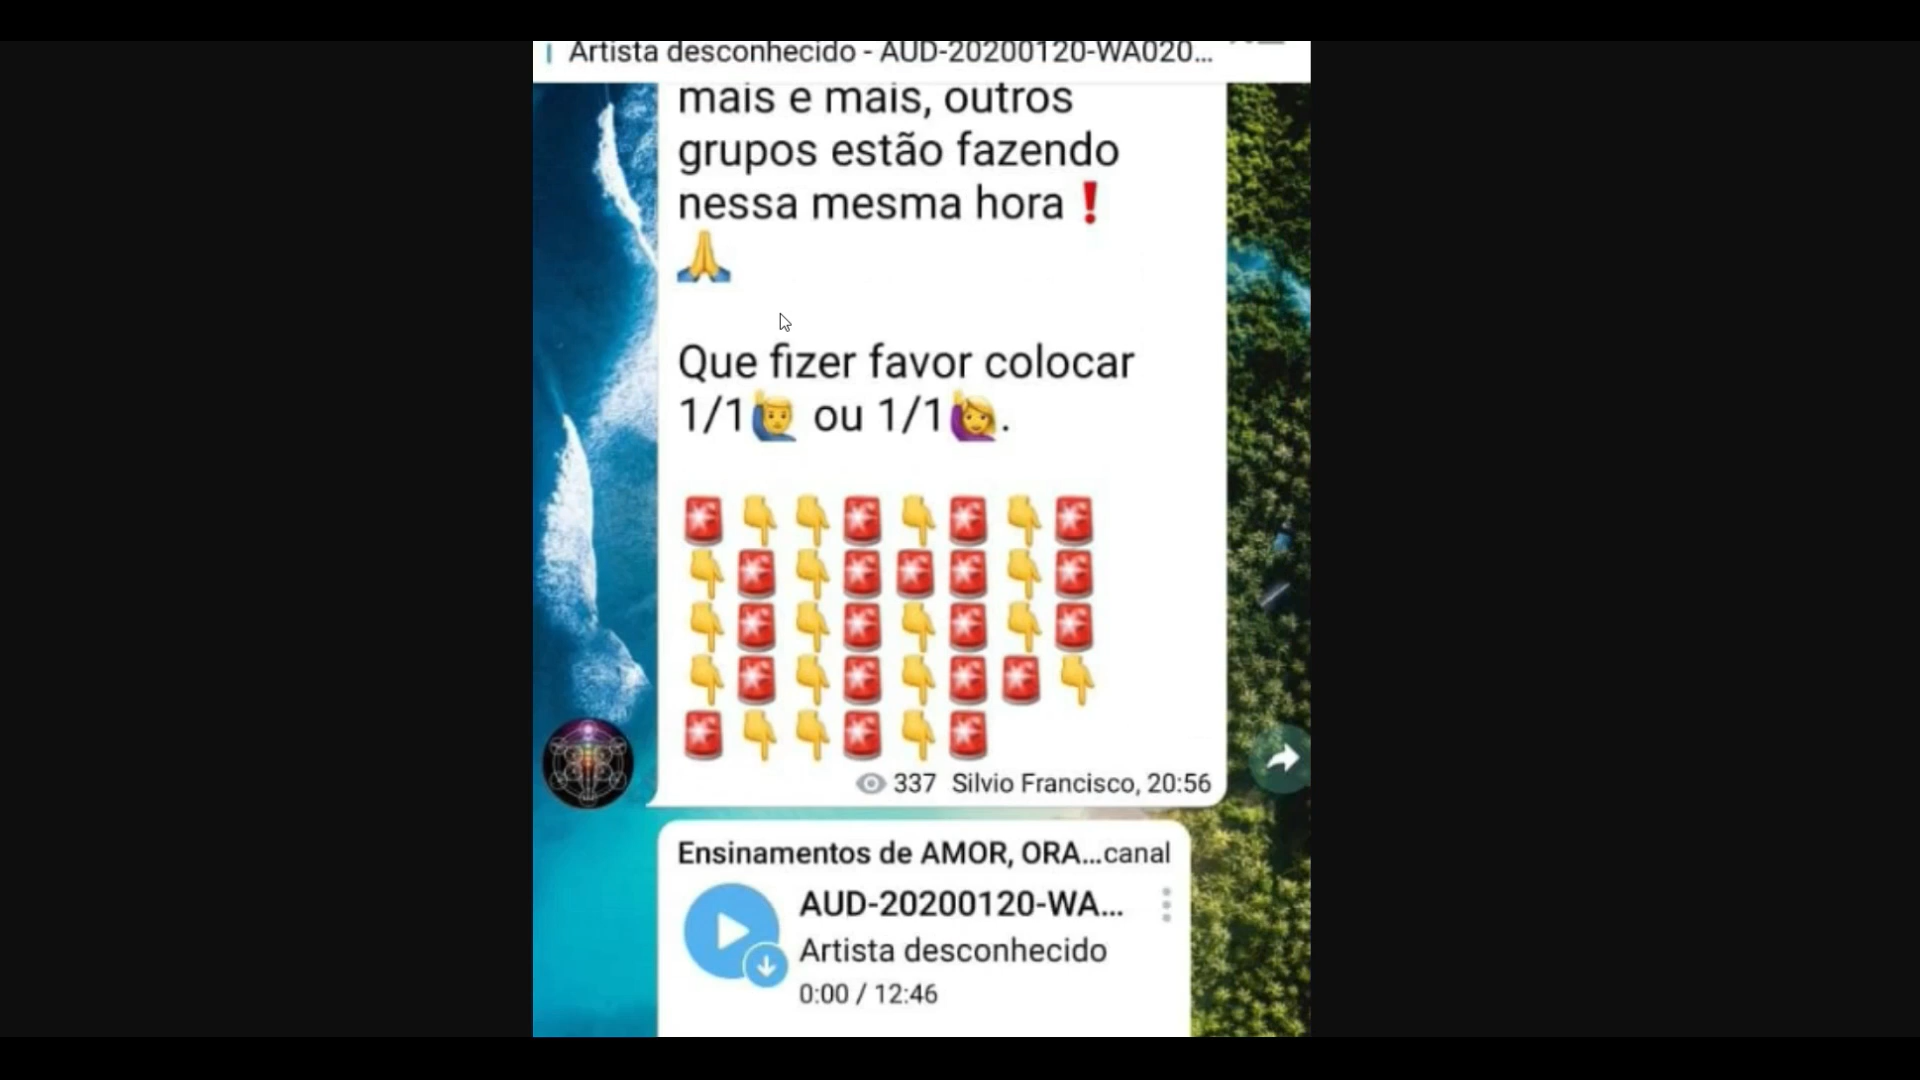 Artista desconhecido - AUD-20200120-WA020...
mais e mais, outros
grupos estão fazendo
nessa mesma hora❗
🙏
Que fizer favor colocar
1/1🙋‍♂️ ou 1/1🙋‍♀️.
🚨👇👇🚨👇🚨👇🚨
👇🚨👇🚨🚨🚨👇🚨
👇🚨👇🚨👇🚨👇🚨
👇🚨👇🚨👇🚨🚨👇
🚨👇👇🚨👇🚨
337 Silvio Francisco, 20:56
Ensinamentos de AMOR, ORA...canal
AUD-20200120-WA...
Artista desconhecido
0:00 / 12:46